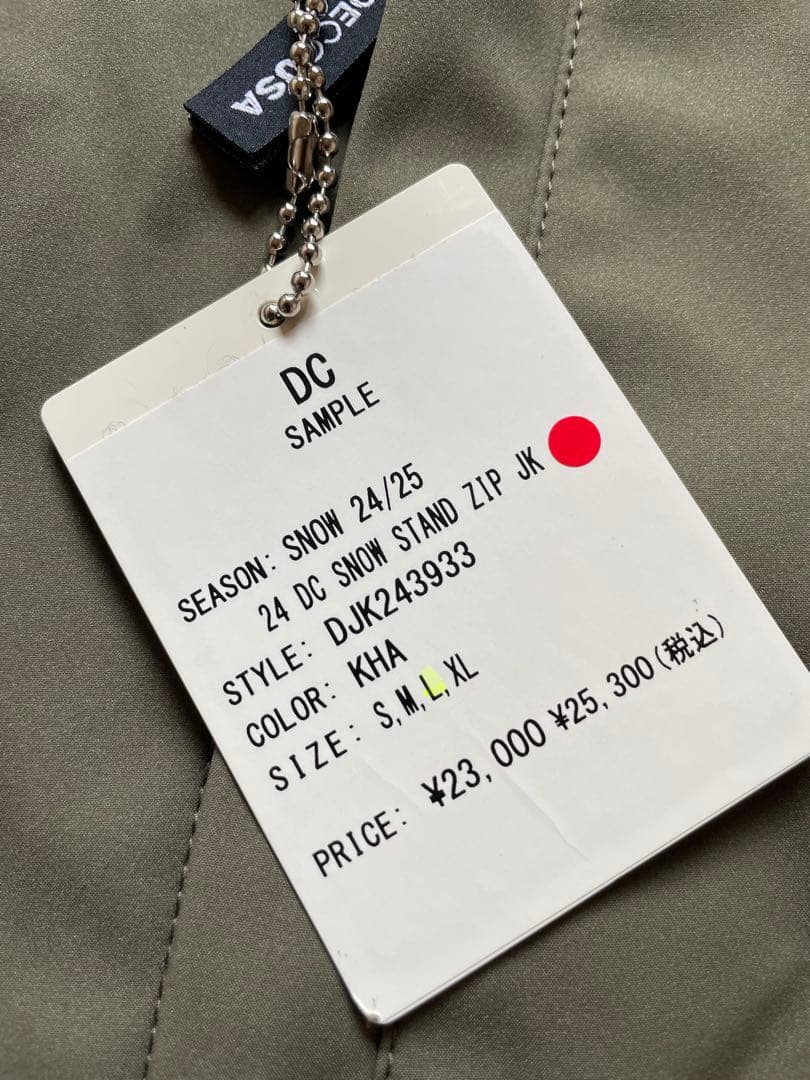 USA
DC
SAMPLE
SEASON: SNOW 24/25
24 DC SNOW STAND ZIP JK
STYLE: DJK243933
COLOR: KHA
SIZE: S,M,L,XL
PRICE: ¥23,000 ¥25,300(税込)